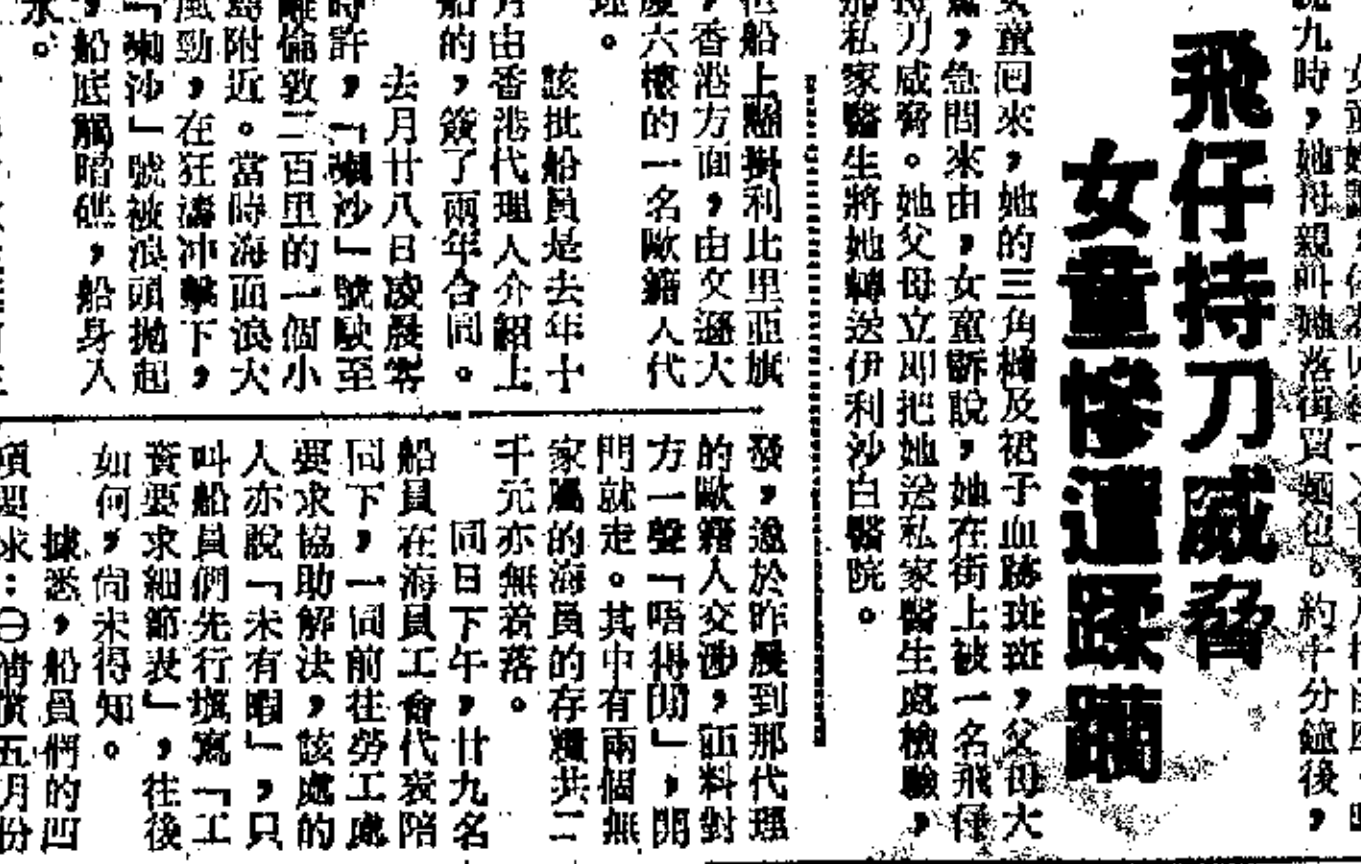 飛仔持刀威脅
女童慘遭蹂躪
九時，她母親叫她落街買麵包。約十分鐘後，
女童回來，她的三角褲及裙子血跡斑斑，父母大
驚，急問來由，女童訴說，她在街上被一名飛仔
持刀威脅。她父母立即把她送私家醫生處檢驗，
那私家醫生將她轉送伊利沙白醫院。
但船上懸掛利比里亞旗
，香港方面，由文遜大
廈六樓的一名歐籍人代
理。
該批船員是去年十
月由香港代理人介紹上
船的，簽了兩年合同。
去月廿八日凌晨零
時許，「喇沙」號駛至
離倫敦二百里的一個小
島附近。當時海面浪大
風勁，在狂濤冲擊下，
「喇沙」號被浪頭拋起
，船底觸暗礁，船身入
水。
發，遂於昨晨到那代理
的歐籍人交涉，詎料對
方一聲「唔得閒」，開
門就走。其中有兩個無
家屬的海員的存糧共二
千元亦無着落。
同日下午，廿九名
船員在海員工會代表陪
同下，一同前往勞工處
要求協助解決，該處的
人亦說「未有暇」，只
叫船員們先行填寫「工
資要求細節表」，往後
如何，尙未得知。
據悉，船員們的四
項要求：㊀淸償五月份